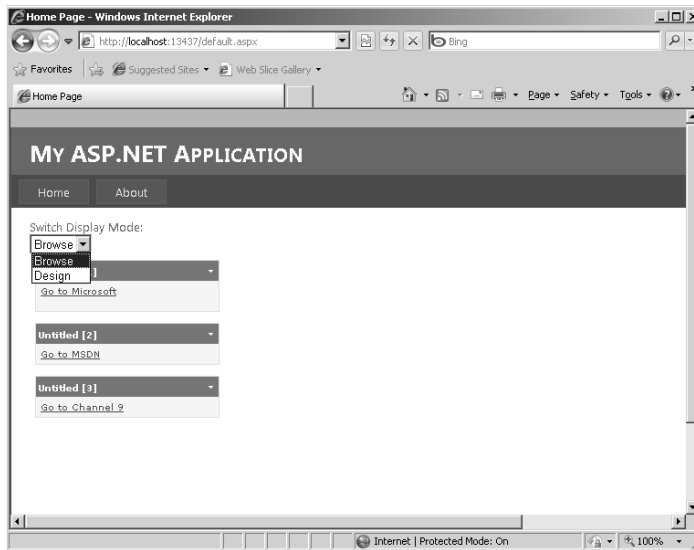 Home Page - Windows Internet Explorer
http://localhost:13437/default.aspx
Bing
Favorites
Suggested Sites
Web Slice Gallery
Home Page
Page
Safety
Tools
MY ASP.NET APPLICATION
Home
About
Switch Display Mode:
Browse
Browse
Design
]
Go to Microsoft
Untitled [2]
Go to MSDN
Untitled [3]
Go to Channel 9
Internet | Protected Mode: On
100%